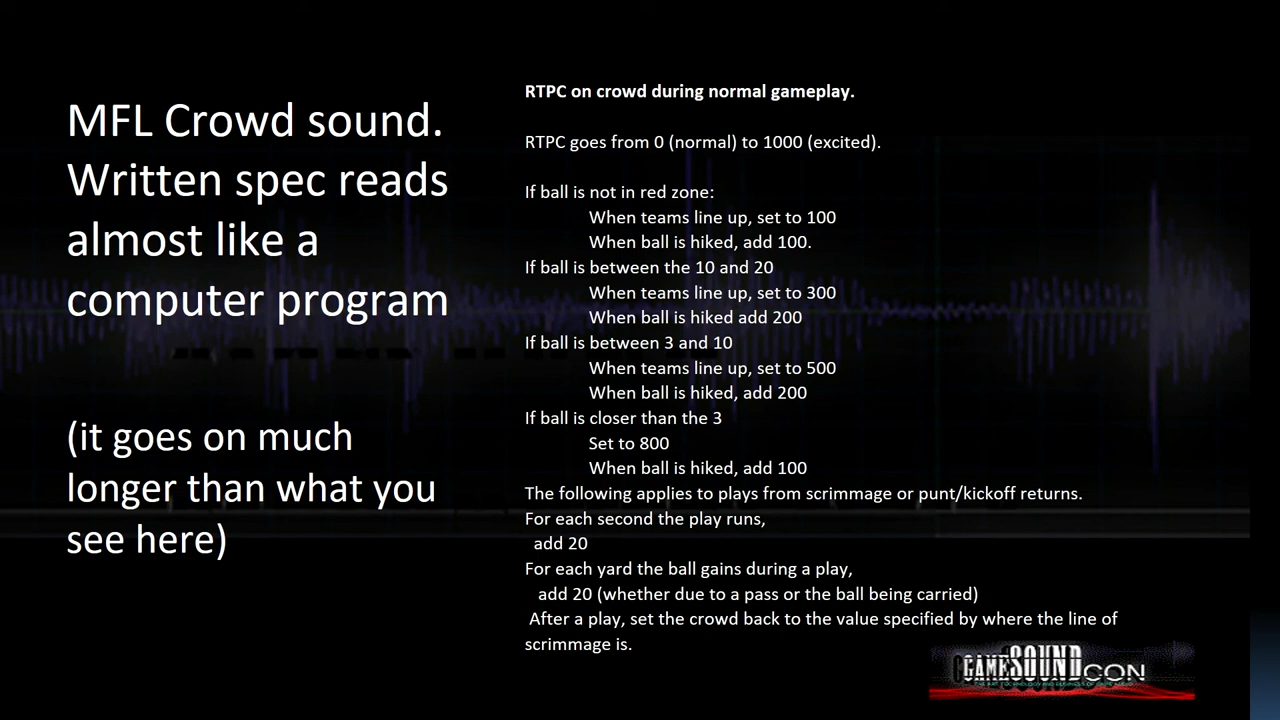 MFL Crowd sound.
Written spec reads
almost like a
computer program
(it goes on much
longer than what you
see here)
RTPC on crowd during normal gameplay.
RTPC goes from 0 (normal) to 1000 (excited).
If ball is not in red zone:
When teams line up, set to 100
When ball is hiked, add 100.
If ball is between the 10 and 20
When teams line up, set to 300
When ball is hiked add 200
If ball is between 3 and 10
When teams line up, set to 500
When ball is hiked, add 200
If ball is closer than the 3
Set to 800
When ball is hiked, add 100
The following applies to plays from scrimmage or punt/kickoff returns.
For each second the play runs,
add 20
For each yard the ball gains during a play,
add 20 (whether due to a pass or the ball being carried)
After a play, set the crowd back to the value specified by where the line of
scrimmage is.
GAMESOUNDCON